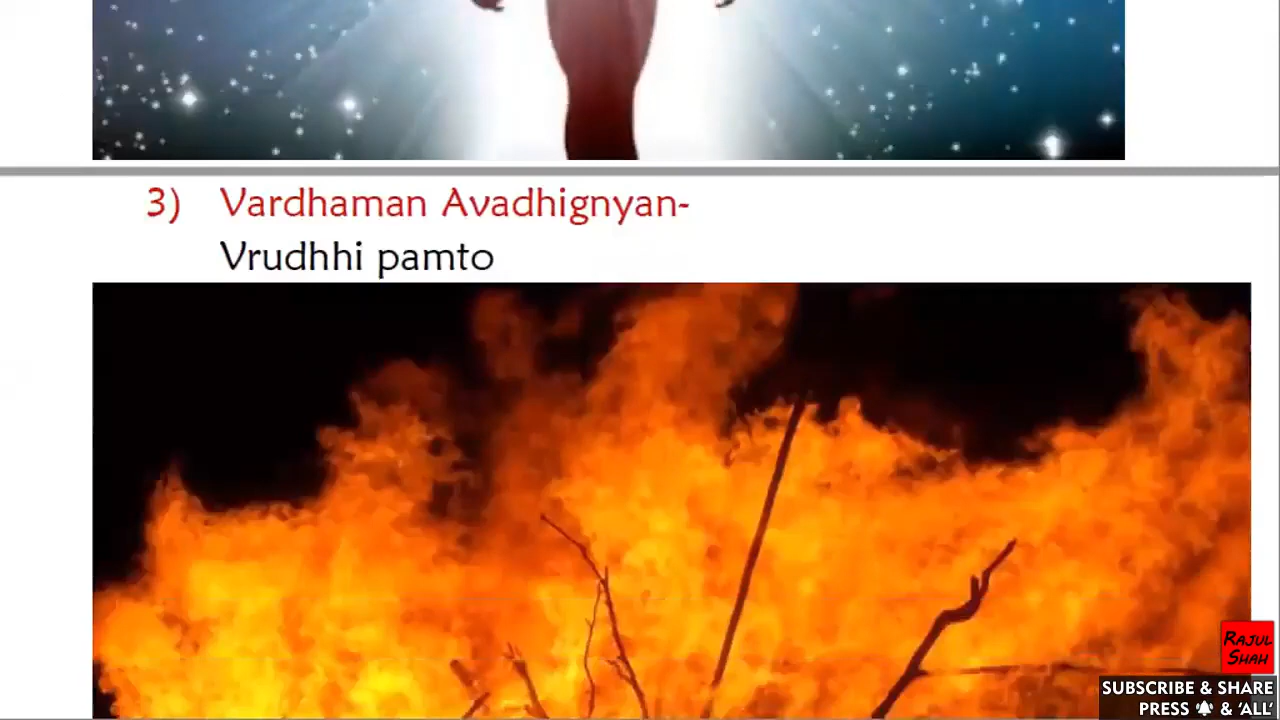 3) Vardhaman Avadhignyan-
Vrudhhi pamto
RAJUL
SHAH
SUBSCRIBE & SHARE
PRESS 🔔 & 'ALL'